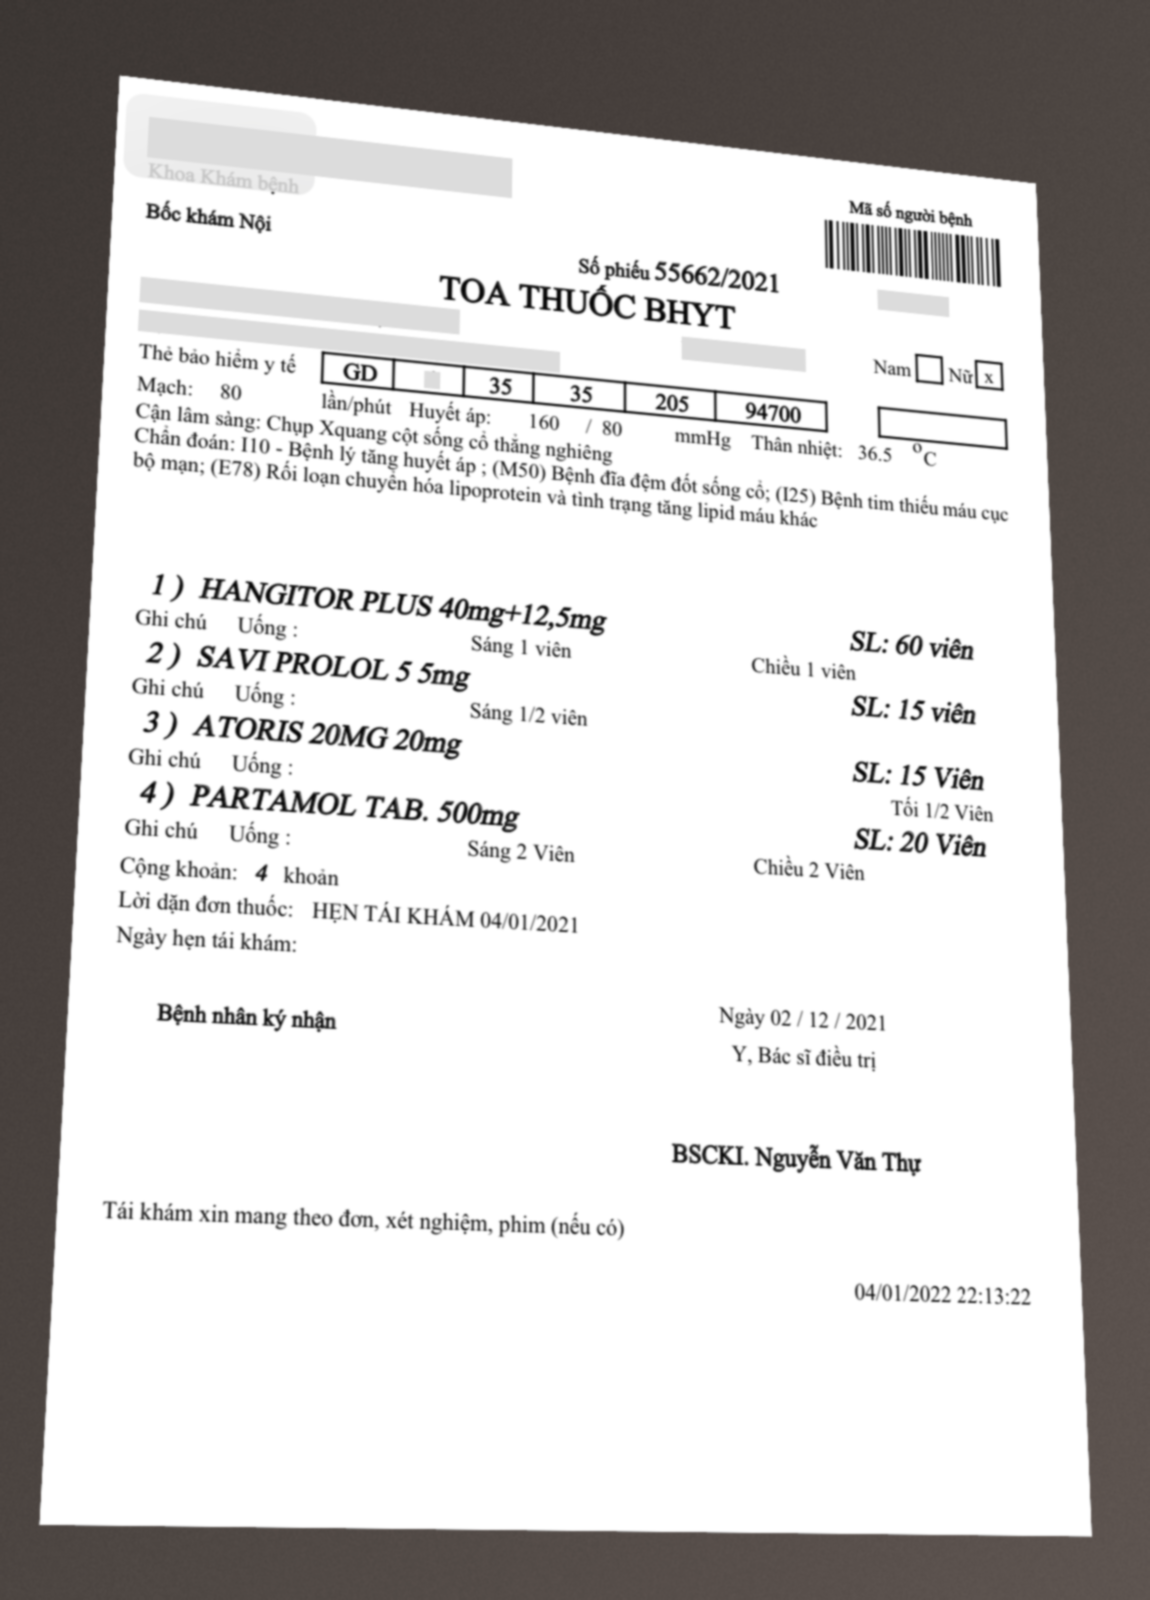 Khoa Khám bệnh
Bốc khám Nội
Mã số người bệnh
Số phiếu 55662/2021
TOA THUỐC BHYT
Nam Nữ x
Thẻ bảo hiểm y tế GD 35 35 205 94700
Mạch: 80 lần/phút Huyết áp: 160 / 80 mmHg Thân nhiệt: 36.5 °C
Cận lâm sàng: Chụp Xquang cột sống cổ thẳng nghiêng
Chẩn đoán: I10 - Bệnh lý tăng huyết áp ; (M50) Bệnh đĩa đệm đốt sống cổ; (I25) Bệnh tim thiếu máu cục
bộ mạn; (E78) Rối loạn chuyển hóa lipoprotein và tình trạng tăng lipid máu khác
1 ) HANGITOR PLUS 40mg+12,5mg SL: 60 viên
Ghi chú Uống : Sáng 1 viên Chiều 1 viên
2 ) SAVI PROLOL 5 5mg SL: 15 viên
Ghi chú Uống : Sáng 1/2 viên
3 ) ATORIS 20MG 20mg SL: 15 Viên
Ghi chú Uống : Tối 1/2 Viên
4 ) PARTAMOL TAB. 500mg SL: 20 Viên
Ghi chú Uống : Sáng 2 Viên Chiều 2 Viên
Cộng khoản: 4 khoản
Lời dặn đơn thuốc: HẸN TÁI KHÁM 04/01/2021
Ngày hẹn tái khám:
Ngày 02 / 12 / 2021
Bệnh nhân ký nhận
Y, Bác sĩ điều trị
BSCKI. Nguyễn Văn Thự
Tái khám xin mang theo đơn, xét nghiệm, phim (nếu có)
04/01/2022 22:13:22